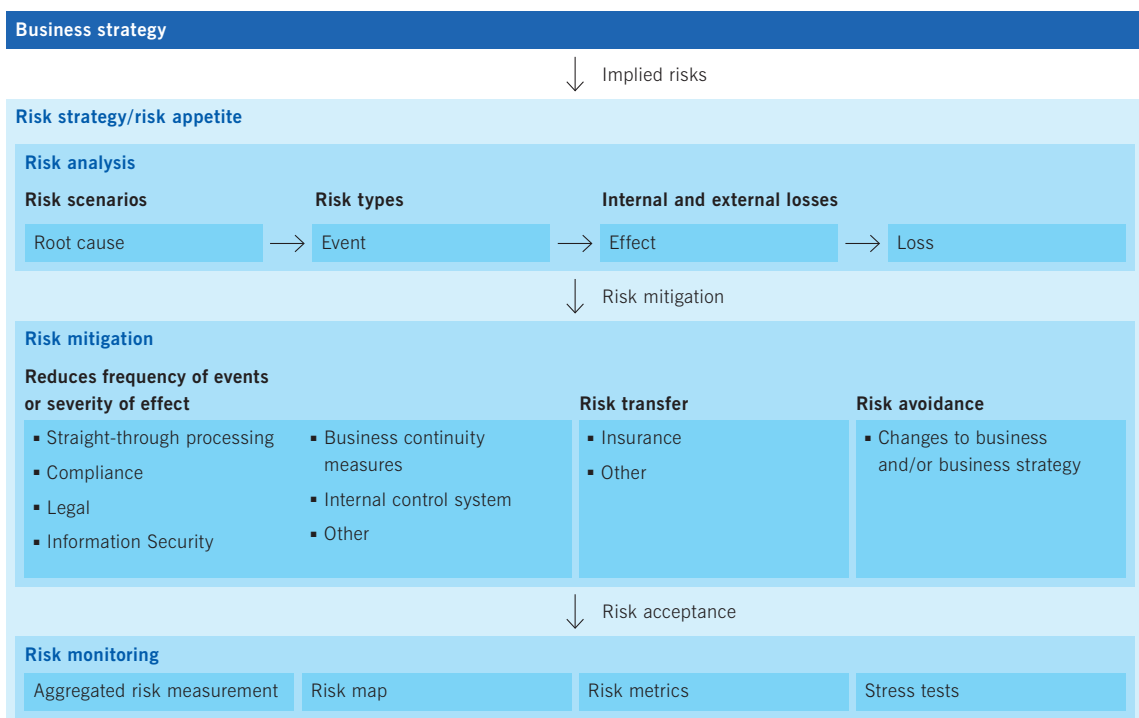 Business strategy
Implied risks
Risk strategy/risk appetite
Risk analysis
Risk scenarios
Risk types
Internal and external losses
Root cause
Event
Effect
Loss
Risk mitigation
Risk mitigation
Reduces frequency of events
or severity of effect
▪ Straight-through processing
▪ Compliance
▪ Legal
▪ Information Security
▪ Business continuity
measures
▪ Internal control system
▪ Other
Risk transfer
▪ Insurance
▪ Other
Risk avoidance
▪ Changes to business
and/or business strategy
Risk acceptance
Risk monitoring
Aggregated risk measurement
Risk map
Risk metrics
Stress tests